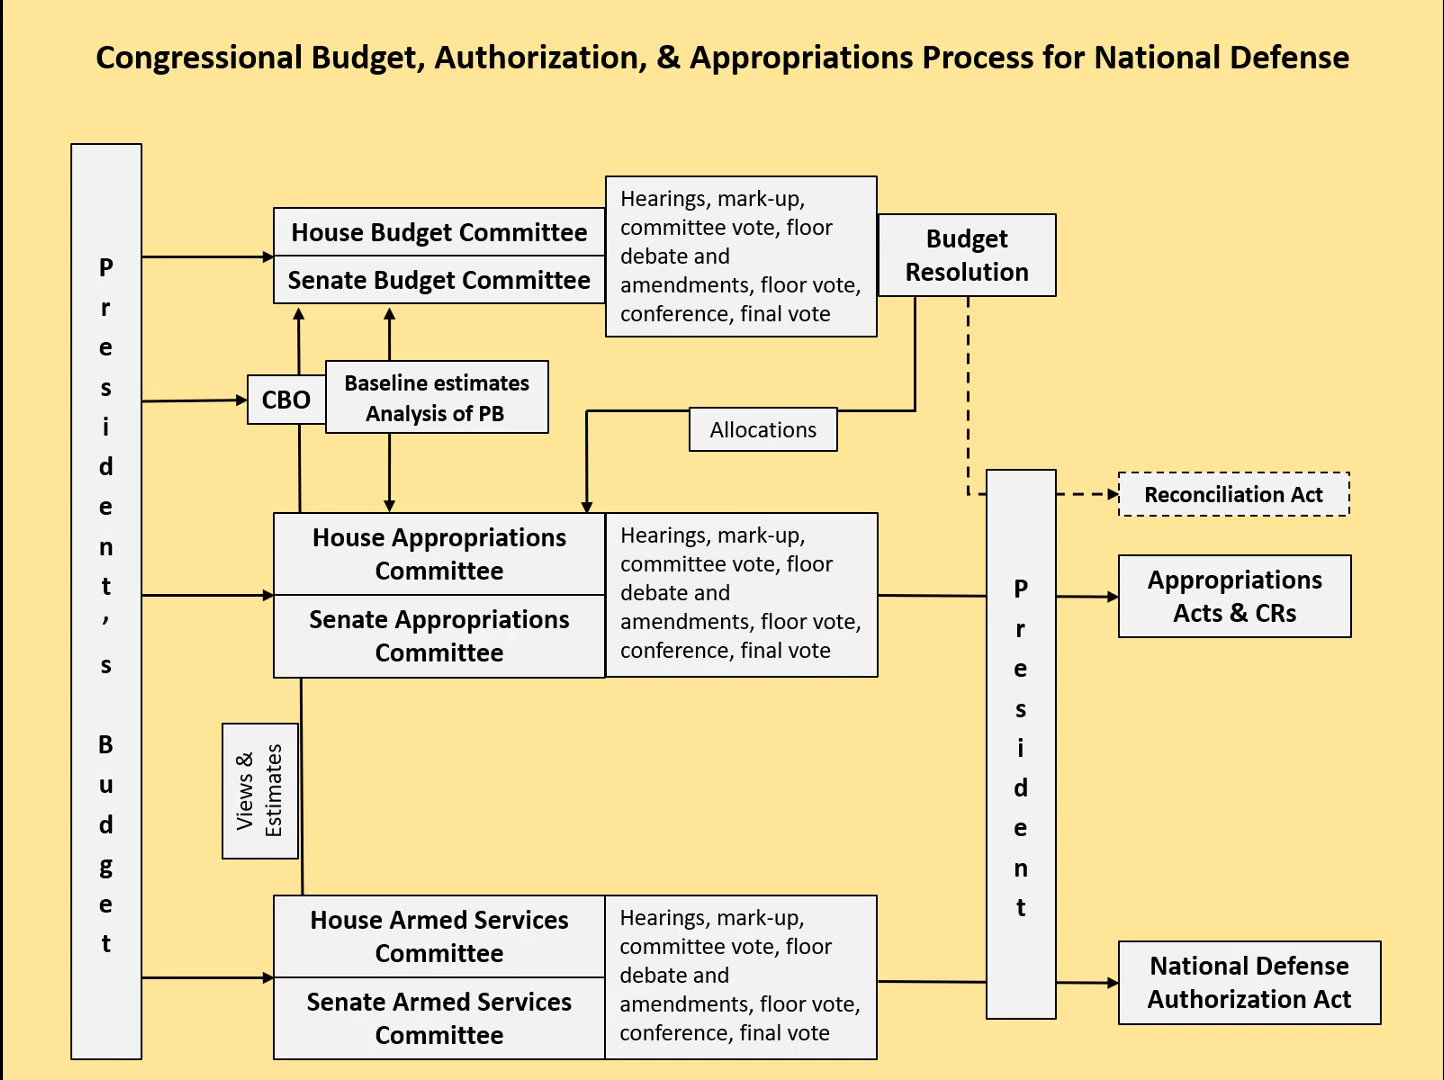 Congressional Budget, Authorization, & Appropriations Process for National Defense
President's Budget
House Budget Committee
Senate Budget Committee
Hearings, mark-up,
committee vote, floor
debate and
amendments, floor vote,
conference, final vote
Budget
Resolution
CBO
Baseline estimates
Analysis of PB
Allocations
House Appropriations
Committee
Senate Appropriations
Committee
Hearings, mark-up,
committee vote, floor
debate and
amendments, floor vote,
conference, final vote
President
Reconciliation Act
Appropriations
Acts & CRs
Views &
Estimates
House Armed Services
Committee
Senate Armed Services
Committee
Hearings, mark-up,
committee vote, floor
debate and
amendments, floor vote,
conference, final vote
National Defense
Authorization Act